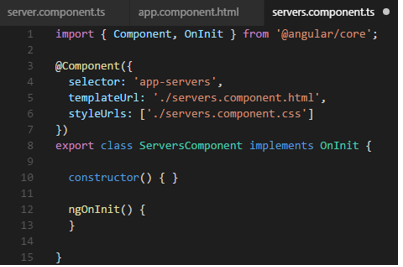 server.component.ts app.component.html servers.component.ts
1 import { Component, OnInit } from '@angular/core';
2
3 @Component({
4 selector: 'app-servers',
5 templateUrl: './servers.component.html',
6 styleUrls: ['./servers.component.css']
7 })
8 export class ServersComponent implements OnInit {
9
10 constructor() { }
11
12 ngOnInit() {
13 }
14
15 }